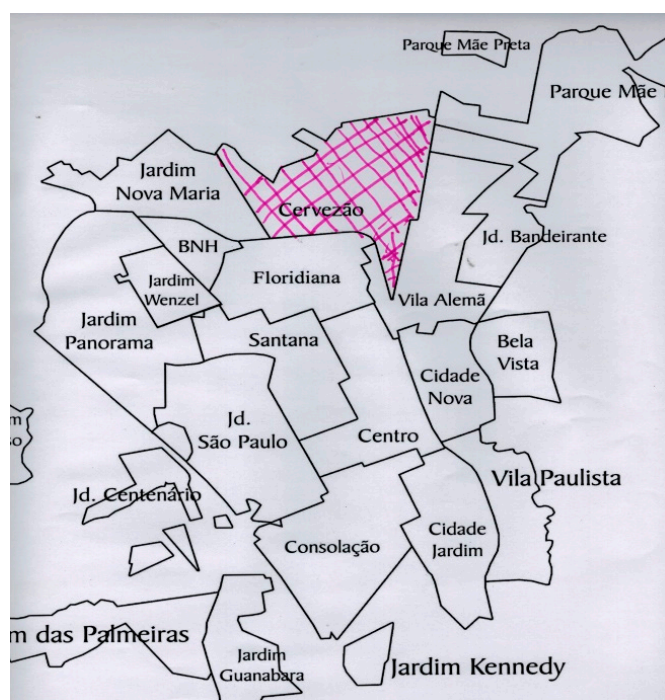 Parque Mãe Preta
Parque Mãe
Jardim
Nova Maria
Cervezão
BNH
Jd. Bandeirante
Floridiana
Jardim
Wenzel
Vila Alemã
Jardim
Panorama
Santana
Bela
Vista
Cidade
Nova
Jd.
São Paulo
Centro
Vila Paulista
Jd. Centenário
Consolação
Cidade
Jardim
das Palmeiras
Jardim
Guanabara
Jardim Kennedy